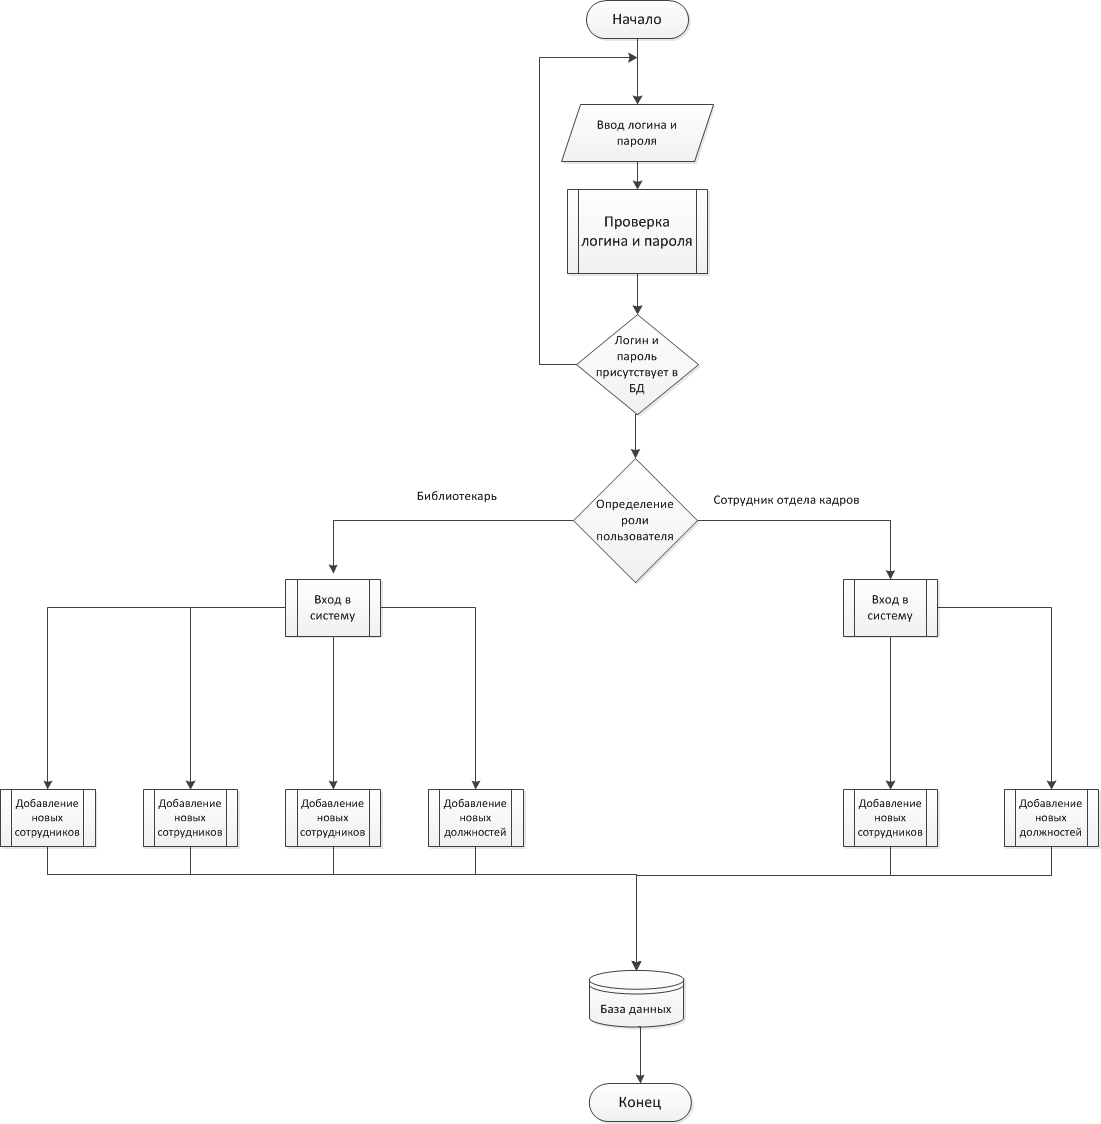 Начало
Ввод логина и
пароля
Проверка
логина и пароля
Логин и
пароль
присутствует в
БД
Библиотекарь
Сотрудник отдела кадров
Определение
роли
пользователя
Вход в
систему
Вход в
систему
Добавление
новых
сотрудников
Добавление
новых
сотрудников
Добавление
новых
сотрудников
Добавление
новых
должностей
Добавление
новых
сотрудников
Добавление
новых
должностей
База данных
Конец